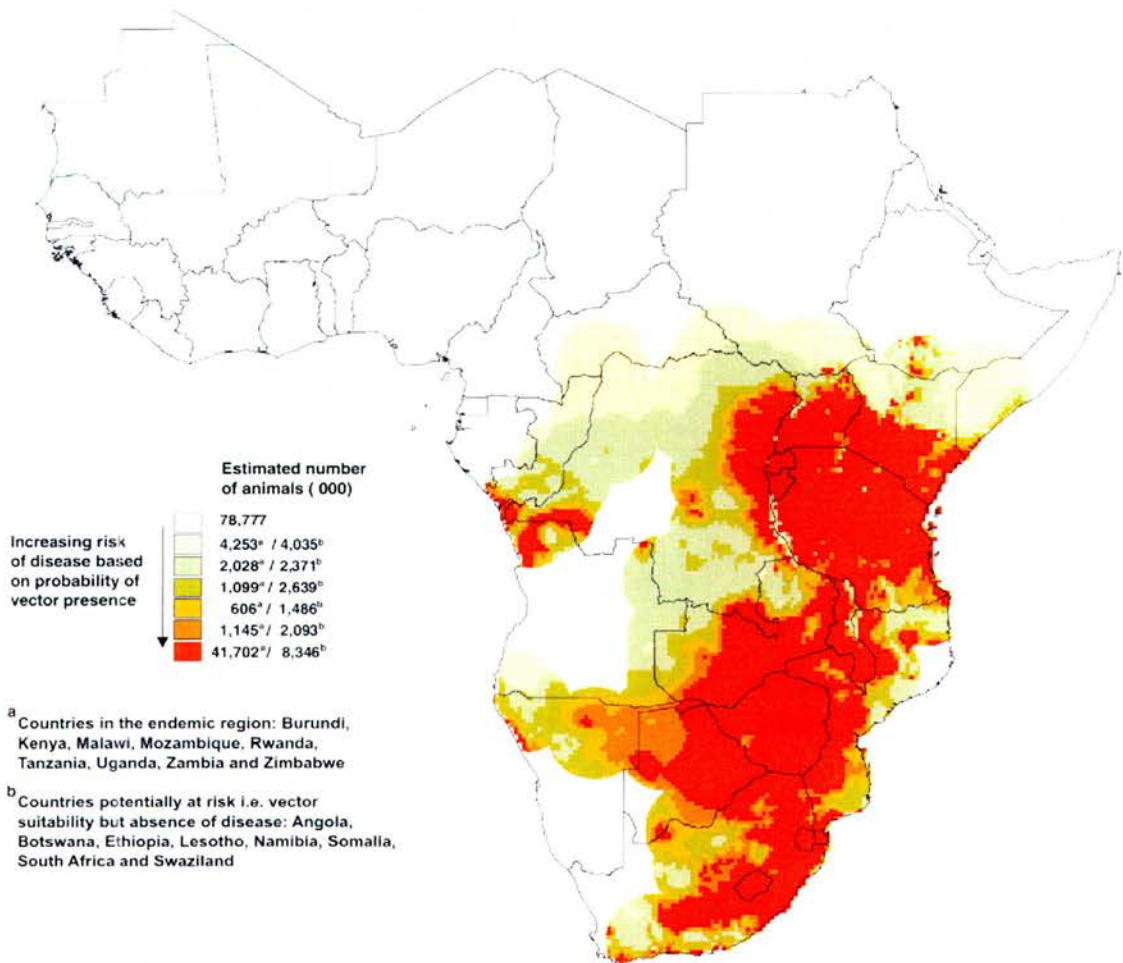 Estimated number
of animals ( 000)
78,777
4,253ᵃ / 4,035ᵇ
2,028ᵃ / 2,371ᵇ
1,099ᵃ / 2,639ᵇ
606ᵃ / 1,486ᵇ
1,145ᵃ / 2,093ᵇ
41,702ᵃ / 8,346ᵇ
Increasing risk
of disease based
on probability of
vector presence
ᵃ Countries in the endemic region: Burundi,
Kenya, Malawi, Mozambique, Rwanda,
Tanzania, Uganda, Zambia and Zimbabwe
ᵇ Countries potentially at risk i.e. vector
suitability but absence of disease: Angola,
Botswana, Ethiopia, Lesotho, Namibia, Somalia,
South Africa and Swaziland